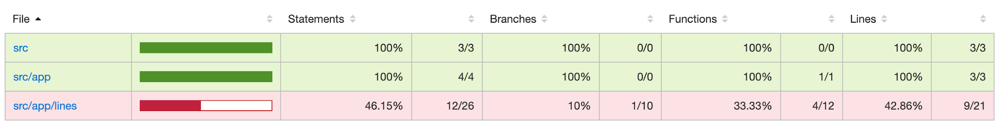 File Statements Branches Functions Lines
src 100% 3/3 100% 0/0 100% 0/0 100% 3/3
src/app 100% 4/4 100% 0/0 100% 1/1 100% 3/3
src/app/lines 46.15% 12/26 10% 1/10 33.33% 4/12 42.86% 9/21